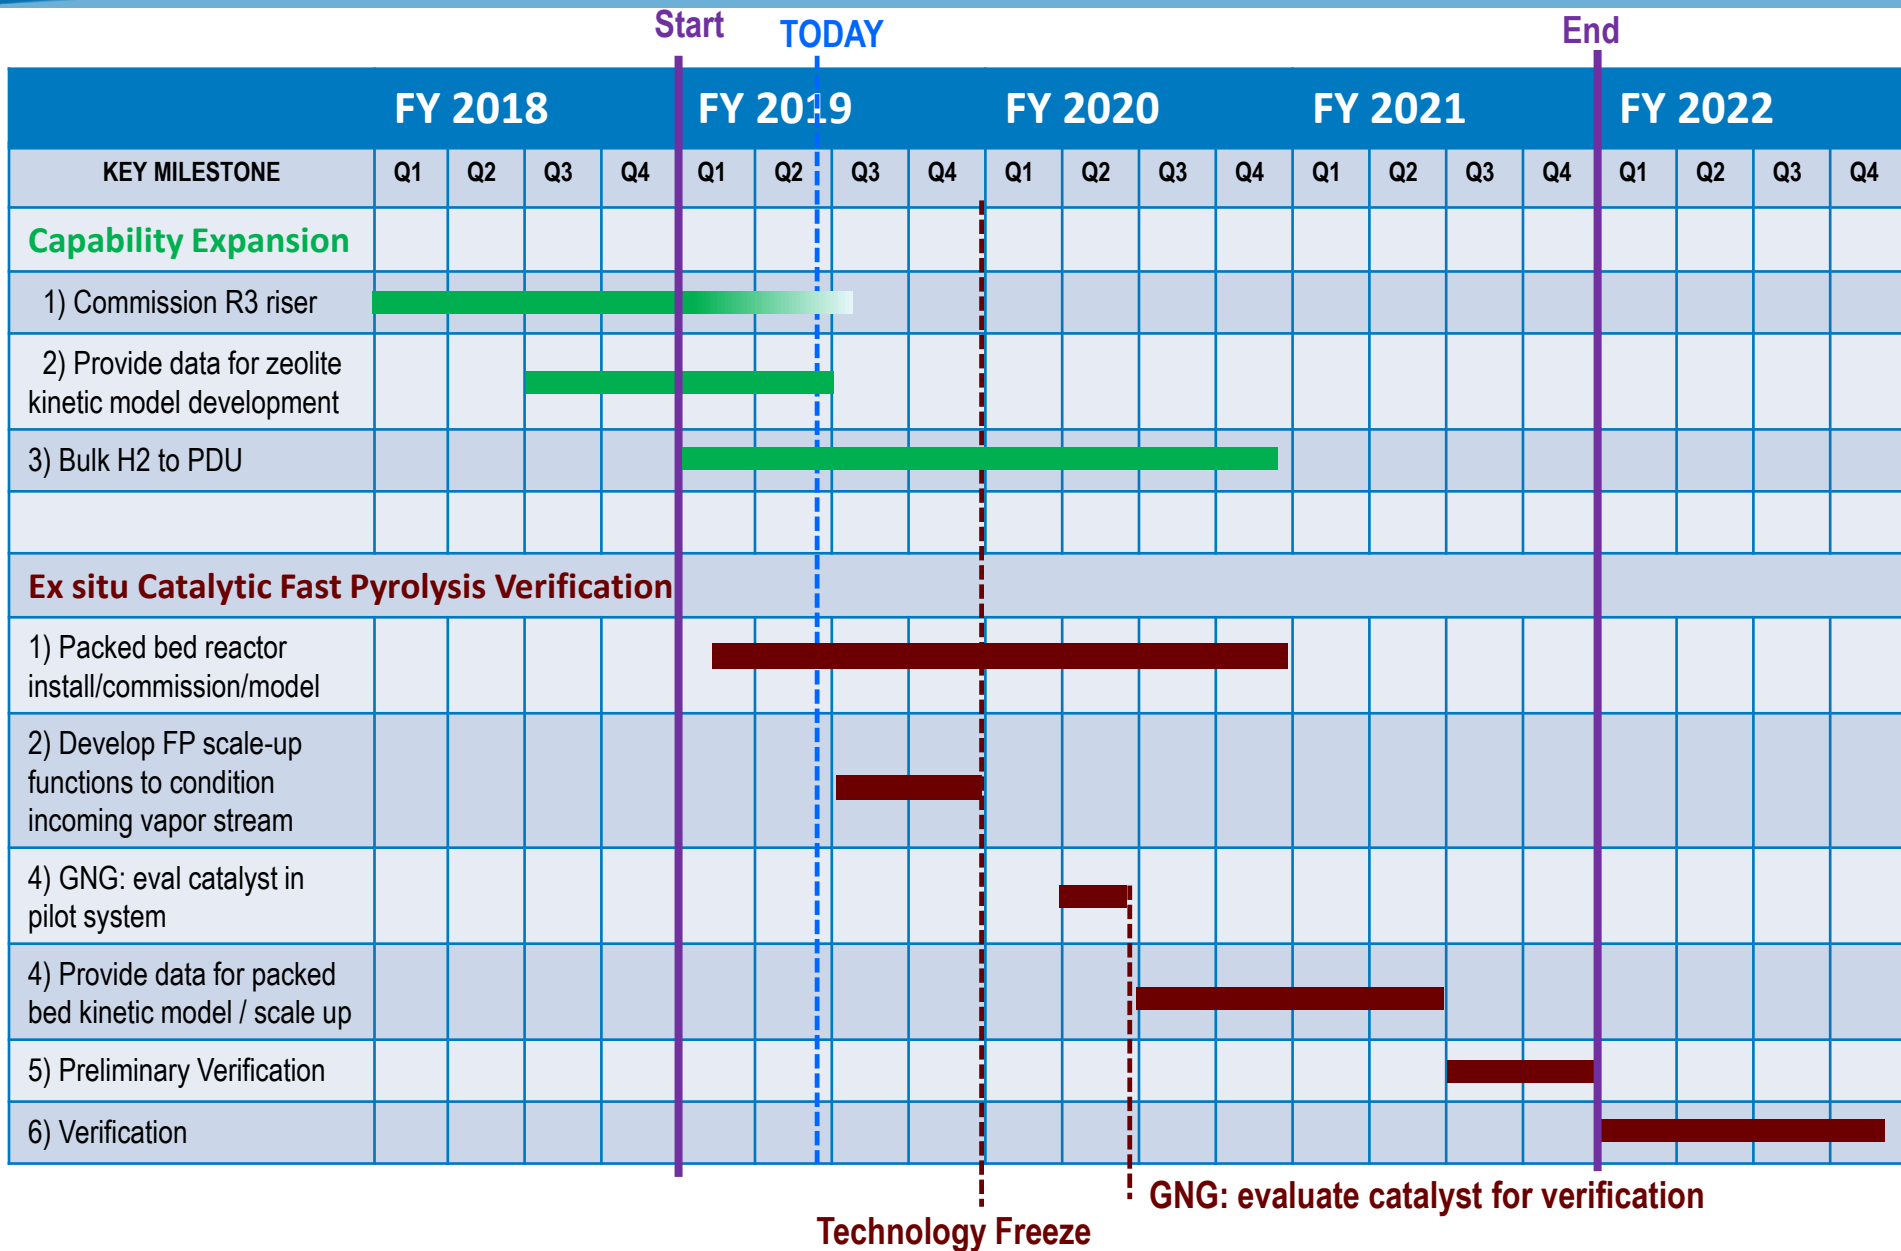 Start
TODAY
End
FY 2018 FY 2019 FY 2020 FY 2021 FY 2022
KEY MILESTONE Q1 Q2 Q3 Q4 Q1 Q2 Q3 Q4 Q1 Q2 Q3 Q4 Q1 Q2 Q3 Q4 Q1 Q2 Q3 Q4
Capability Expansion
1) Commission R3 riser
2) Provide data for zeolite
kinetic model development
3) Bulk H2 to PDU
Ex situ Catalytic Fast Pyrolysis Verification
1) Packed bed reactor
install/commission/model
2) Develop FP scale-up
functions to condition
incoming vapor stream
4) GNG: eval catalyst in
pilot system
4) Provide data for packed
bed kinetic model / scale up
5) Preliminary Verification
6) Verification
GNG: evaluate catalyst for verification
Technology Freeze